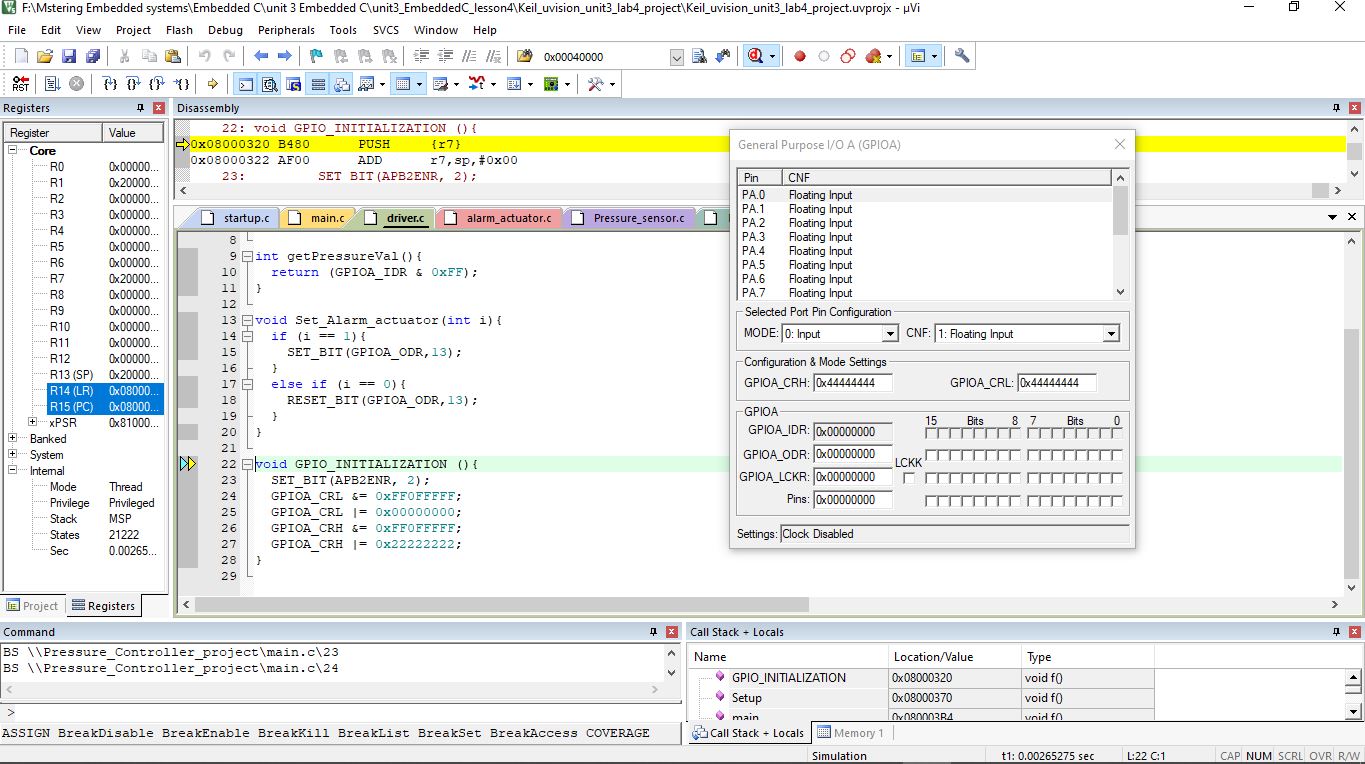 F:\Mstering Embedded systems\Embedded C\unit 3 Embedded C\unit3_EmbeddedC_lesson4\Keil_uvision_unit3_lab4_project\Keil_uvision_unit3_lab4_project.uvprojx - µVi
File Edit View Project Flash Debug Peripherals Tools SVCS Window Help
0x00040000
RST
Registers
Register Value
Core
R0 0x00000...
R1 0x20000...
R2 0x00000...
R3 0x00000...
R4 0x00000...
R5 0x00000...
R6 0x00000...
R7 0x20000...
R8 0x00000...
R9 0x00000...
R10 0x00000...
R11 0x00000...
R12 0x00000...
R13 (SP) 0x20000...
R14 (LR) 0x08000...
R15 (PC) 0x08000...
xPSR 0x81000...
Banked
System
Internal
Mode Thread
Privilege Privileged
Stack MSP
States 21222
Sec 0.00265...
Project Registers
Disassembly
22: void GPIO_INITIALIZATION (){
0x08000320 B480 PUSH {r7}
0x08000322 AF00 ADD r7,sp,#0x00
23: SET_BIT(APB2ENR, 2);
startup.c main.c driver.c alarm_actuator.c Pressure_sensor.c
8
9 int getPressureVal(){
10 return (GPIOA_IDR & 0xFF);
11 }
12
13 void Set_Alarm_actuator(int i){
14 if (i == 1){
15 SET_BIT(GPIOA_ODR,13);
16 }
17 else if (i == 0){
18 RESET_BIT(GPIOA_ODR,13);
19 }
20 }
21
22 void GPIO_INITIALIZATION (){
23 SET_BIT(APB2ENR, 2);
24 GPIOA_CRL &= 0xFF0FFFFF;
25 GPIOA_CRL |= 0x00000000;
26 GPIOA_CRH &= 0xFF0FFFFF;
27 GPIOA_CRH |= 0x22222222;
28 }
29
General Purpose I/O A (GPIOA)
Pin CNF
PA.0 Floating Input
PA.1 Floating Input
PA.2 Floating Input
PA.3 Floating Input
PA.4 Floating Input
PA.5 Floating Input
PA.6 Floating Input
PA.7 Floating Input
Selected Port Pin Configuration
MODE: 0: Input CNF: 1: Floating Input
Configuration & Mode Settings
GPIOA_CRH: 0x44444444 GPIOA_CRL: 0x44444444
GPIOA
15 Bits 8 7 Bits 0
GPIOA_IDR: 0x00000000
GPIOA_ODR: 0x00000000
LCKK
GPIOA_LCKR: 0x00000000
Pins: 0x00000000
Settings: Clock Disabled
Command
BS \\Pressure_Controller_project\main.c\23
BS \\Pressure_Controller_project\main.c\24
>
ASSIGN BreakDisable BreakEnable BreakKill BreakList BreakSet BreakAccess COVERAGE
Call Stack + Locals
Name Location/Value Type
GPIO_INITIALIZATION 0x08000320 void f()
Setup 0x08000370 void f()
main 0x080003B4 void f()
Call Stack + Locals Memory 1
Simulation t1: 0.00265275 sec L:22 C:1 CAP NUM SCRL OVR R/W